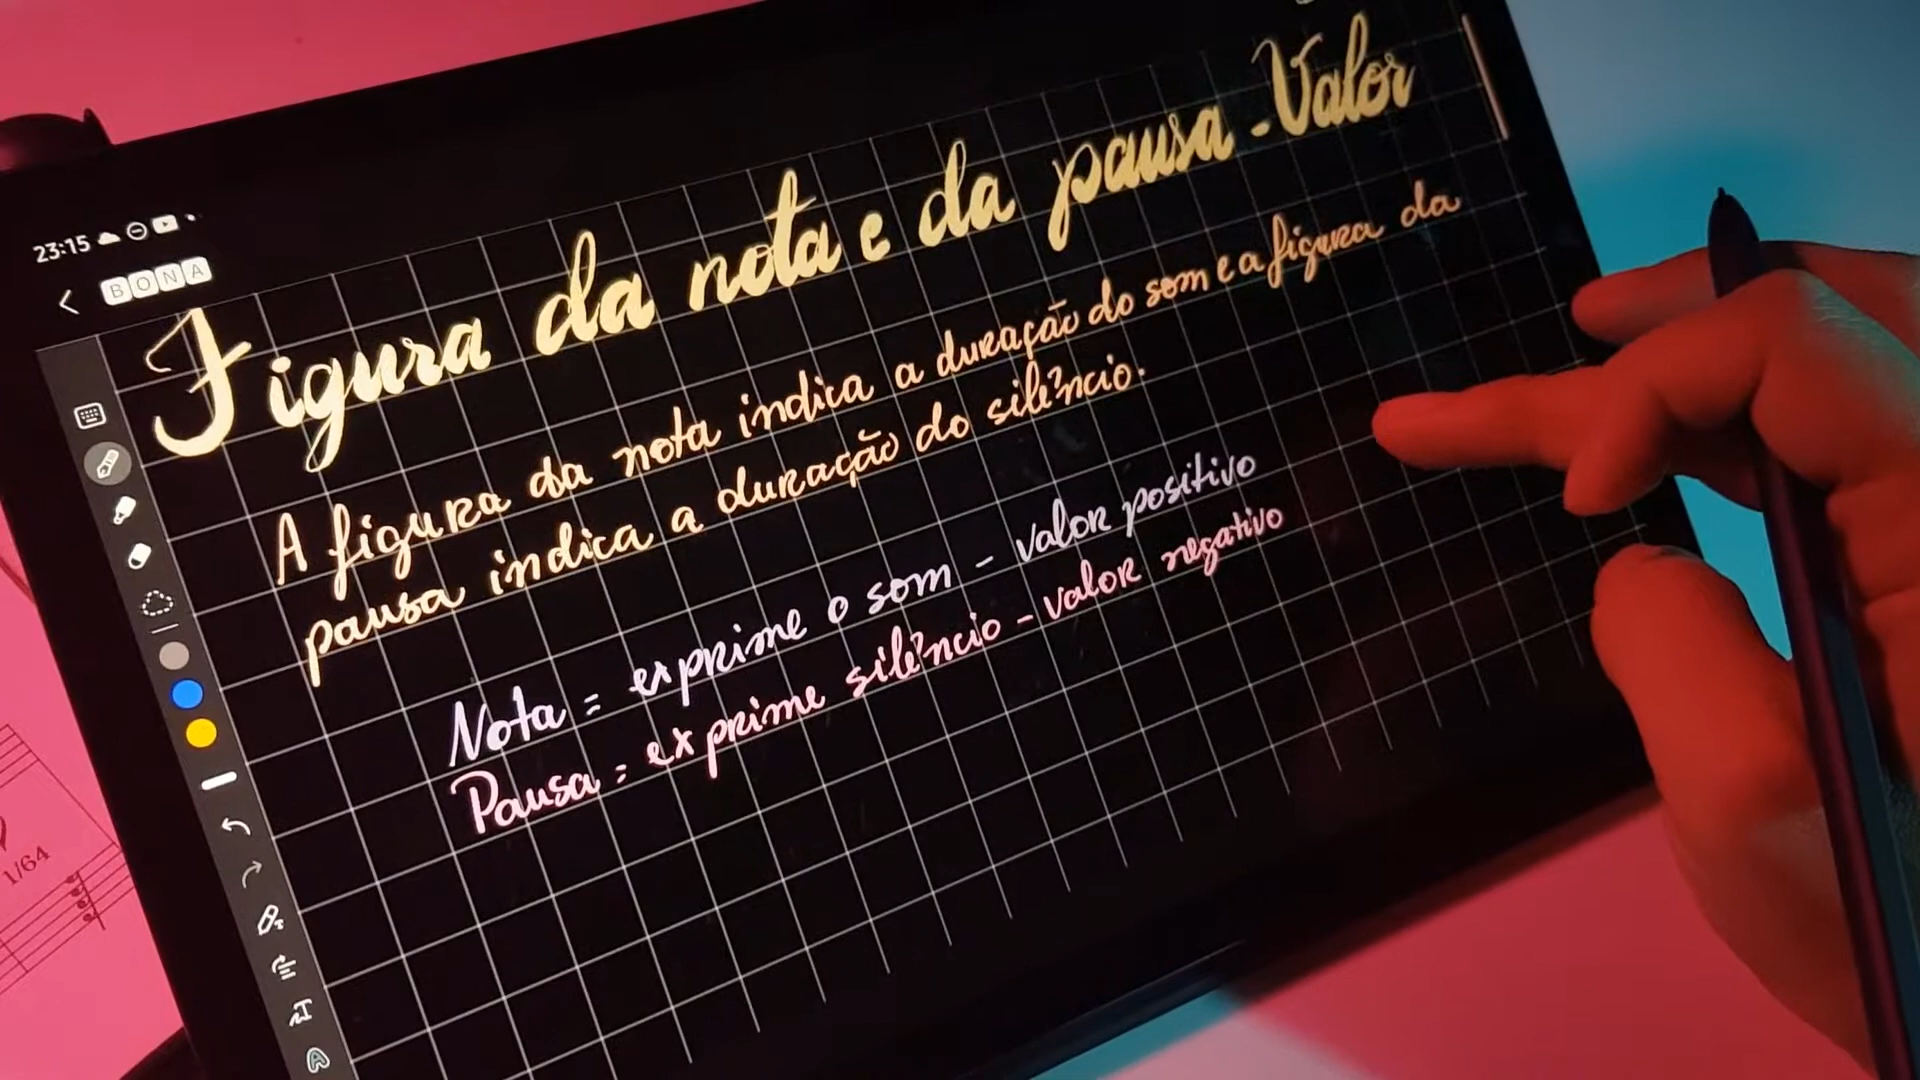 23:15
BONA
Figura da nota e da pausa - Valor
A figura da nota indica a duração do som e a figura da
pausa indica a duração do silêncio.
Nota = exprime o som - valor positivo
Pausa = exprime silêncio - valor negativo
1/64